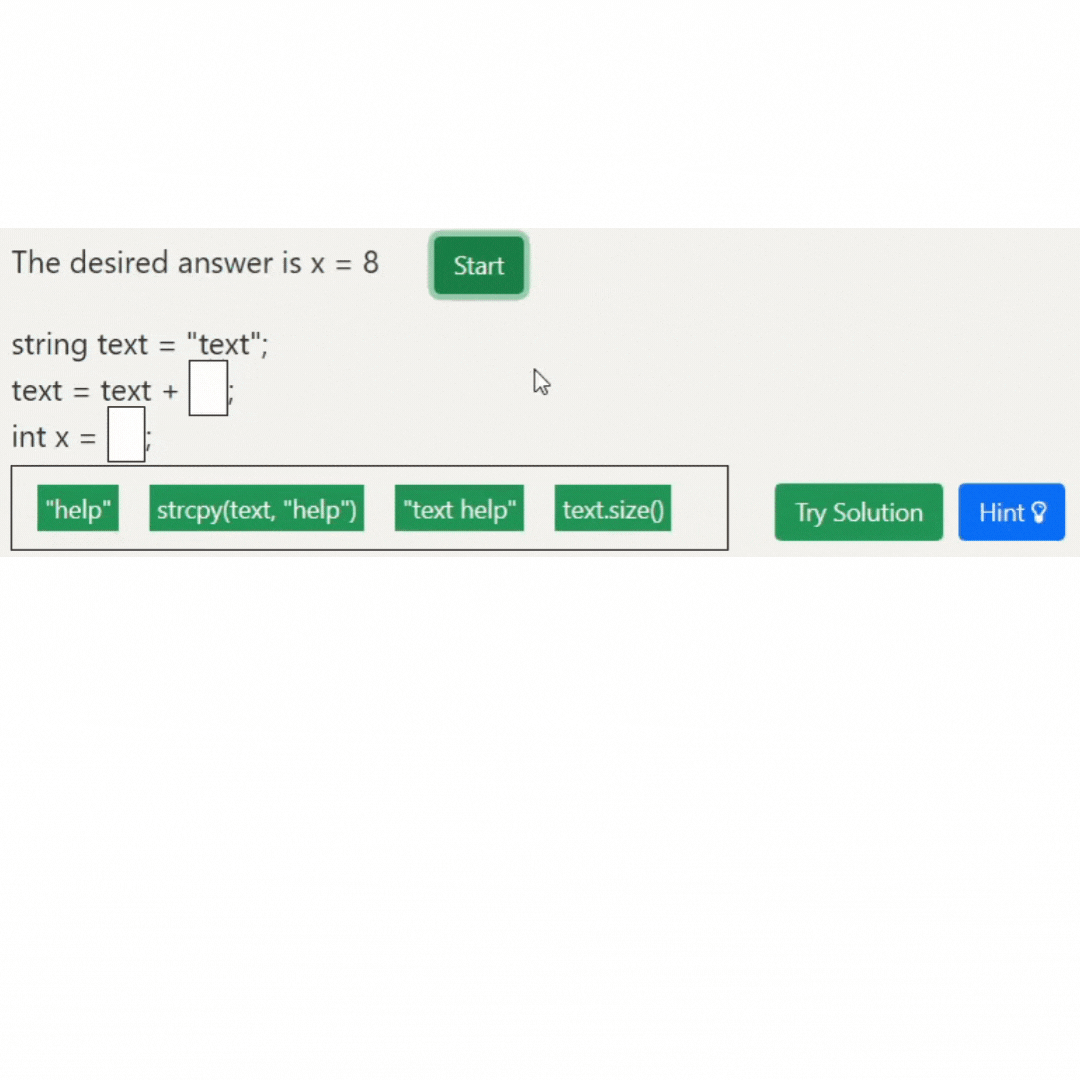 The desired answer is x = 8 Start
string text = "text";
text = text + ;
int x = ;
"help" strcpy(text, "help") "text help" text.size() Try Solution Hint